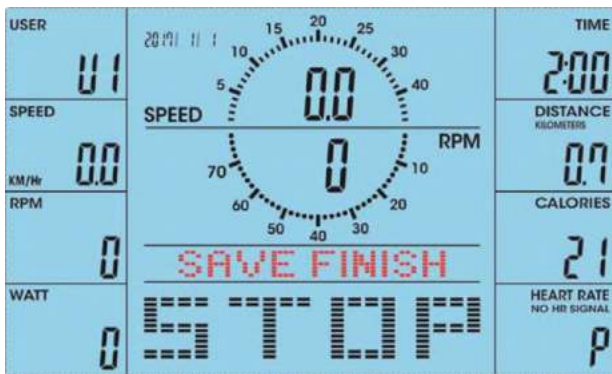 USER
U1
SPEED
KM/Hr 0.0
RPM
0
WATT
0
2017/ 1/ 1
5 10 15 20 25 30 40
SPEED 0.0
0 RPM
70 60 50 40 30 20 10
SAVE FINISH
STOP
TIME
2:00
DISTANCE
KILOMETERS
0.7
CALORIES
21
HEART RATE
NO HR SIGNAL
P